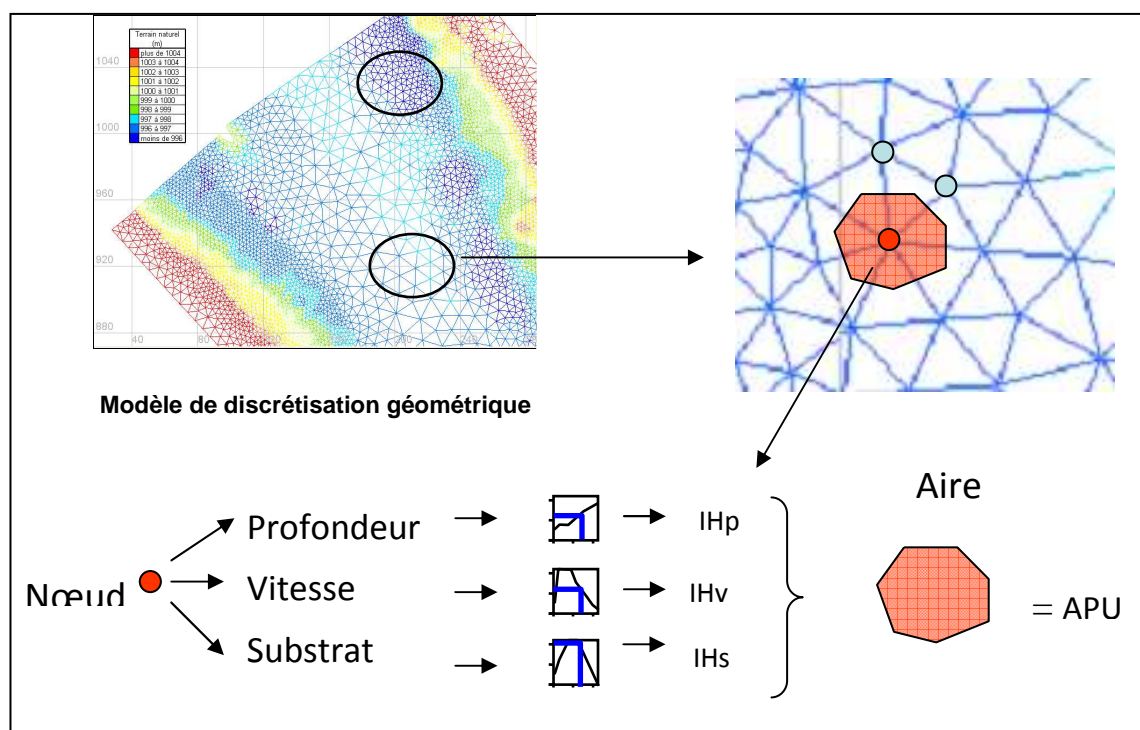 Terrain naturel
(m)
plus de 1004
1003 à 1004
1002 à 1003
1001 à 1002
1000 à 1001
999 à 1000
998 à 999
997 à 998
996 à 997
moins de 996
1040
1000
960
920
880
40
80
200
240
Modèle de discrétisation géométrique
Aire
Profondeur
IHp
Nœud
Vitesse
IHv
= APU
Substrat
IHs